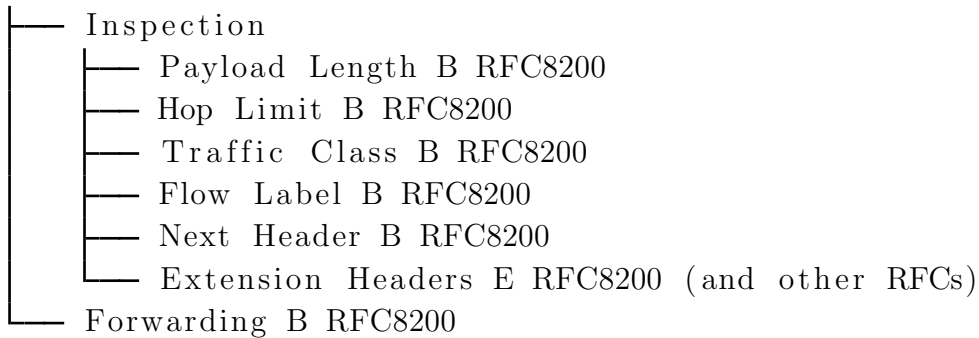 Inspection
Payload Length B RFC8200
Hop Limit B RFC8200
Traffic Class B RFC8200
Flow Label B RFC8200
Next Header B RFC8200
Extension Headers E RFC8200 (and other RFCs)
Forwarding B RFC8200